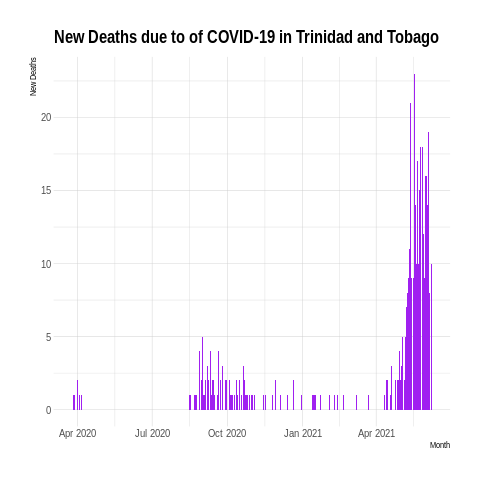 New Deaths due to of COVID-19 in Trinidad and Tobago
New Deaths
20
15
10
5
0
Apr 2020 Jul 2020 Oct 2020 Jan 2021 Apr 2021
Month